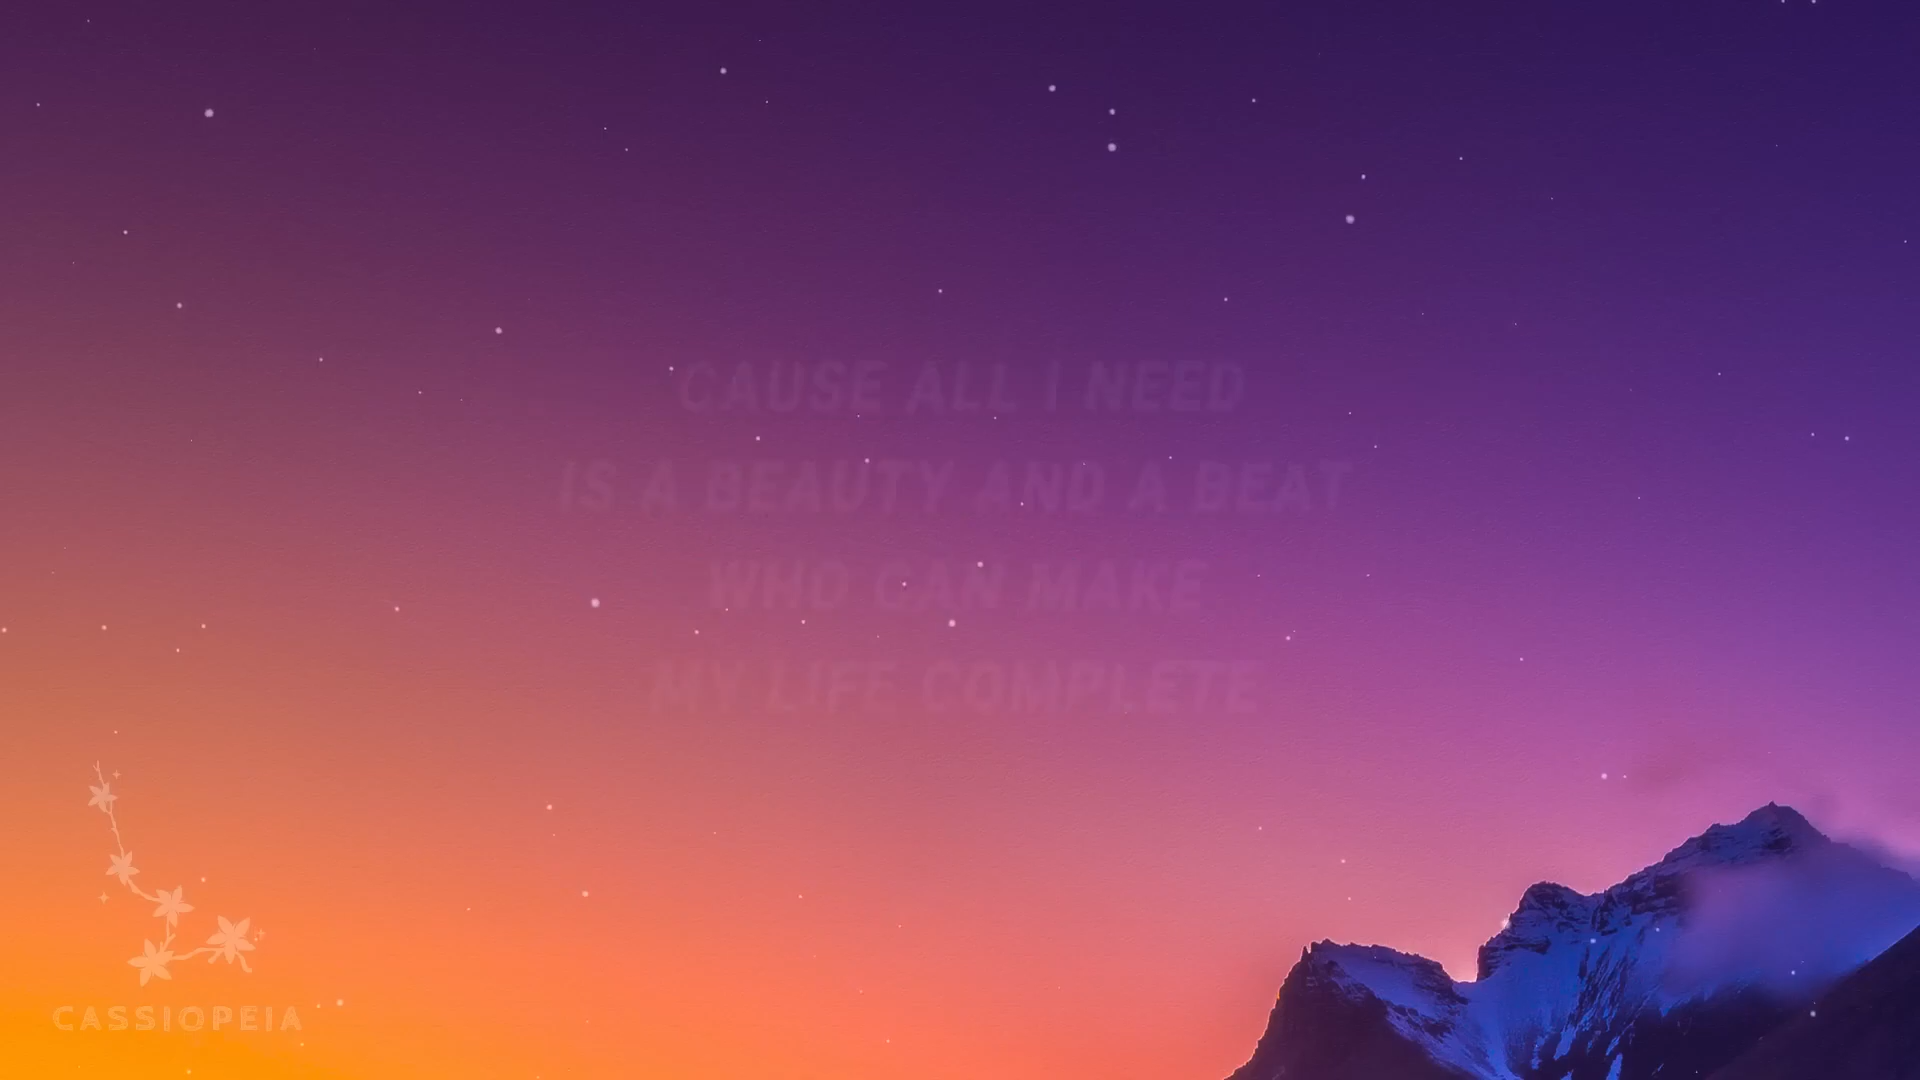 'CAUSE ALL I NEED
IS A BEAUTY AND A BEAT
WHO CAN MAKE
MY LIFE COMPLETE
CASSIOPEIA